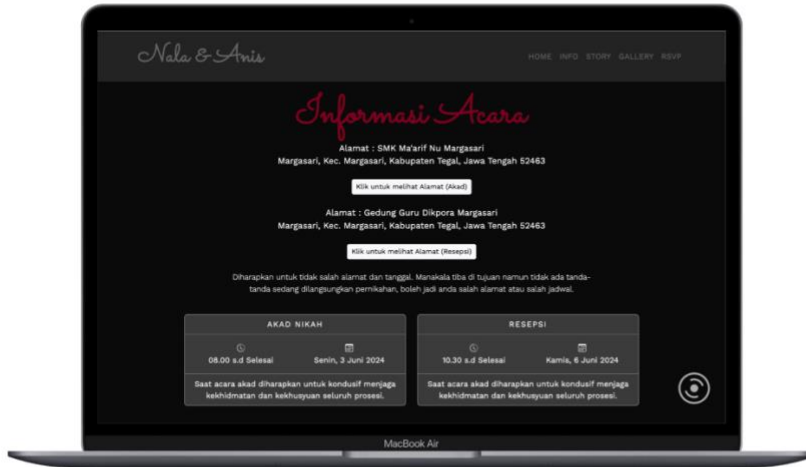 Nala & Anis
HOME INFO STORY GALLERY RSVP
Informasi Acara
Alamat : SMK Ma'arif Nu Margasari
Margasari, Kec. Margasari, Kabupaten Tegal, Jawa Tengah 52463
Klik untuk melihat Alamat (Akad)
Alamat : Gedung Guru Dikpora Margasari
Margasari, Kec. Margasari, Kabupaten Tegal, Jawa Tengah 52463
Klik untuk melihat Alamat (Resepsi)
Diharapkan untuk tidak salah alamat dan tanggal. Manakala tiba di tujuan namun tidak ada tanda-
tanda sedang dilangsungkan pernikahan, boleh jadi anda salah alamat atau salah jadwal.
AKAD NIKAH
08.00 s.d Selesai
Senin, 3 Juni 2024
Saat acara akad diharapkan untuk kondusif menjaga
kekhidmatan dan kekhusyuan seluruh prosesi.
RESEPSI
10.30 s.d Selesai
Kamis, 6 Juni 2024
Saat acara akad diharapkan untuk kondusif menjaga
kekhidmatan dan kekhusyuan seluruh prosesi.
MacBook Air